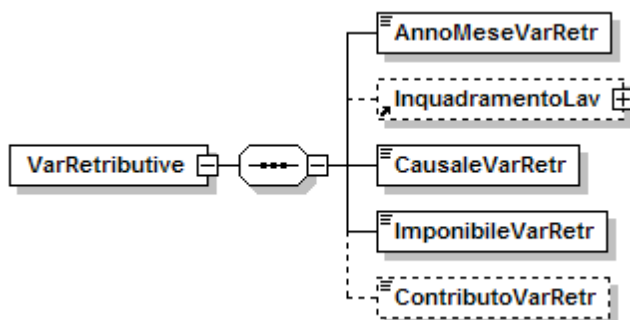 AnnoMeseVarRetr
InquadramentoLav
VarRetributive
CausaleVarRetr
ImponibileVarRetr
ContributoVarRetr